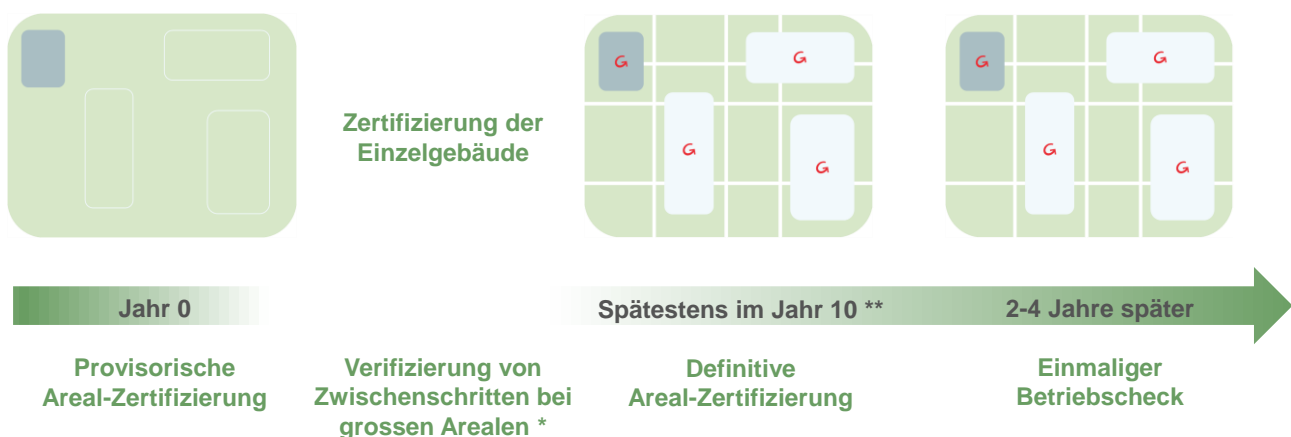 Zertifizierung der
Einzelgebäude
Jahr 0
Spätestens im Jahr 10 **
2-4 Jahre später
Provisorische
Areal-Zertifizierung
Verifizierung von
Zwischenschritten bei
grossen Arealen *
Definitive
Areal-Zertifizierung
Einmaliger
Betriebscheck